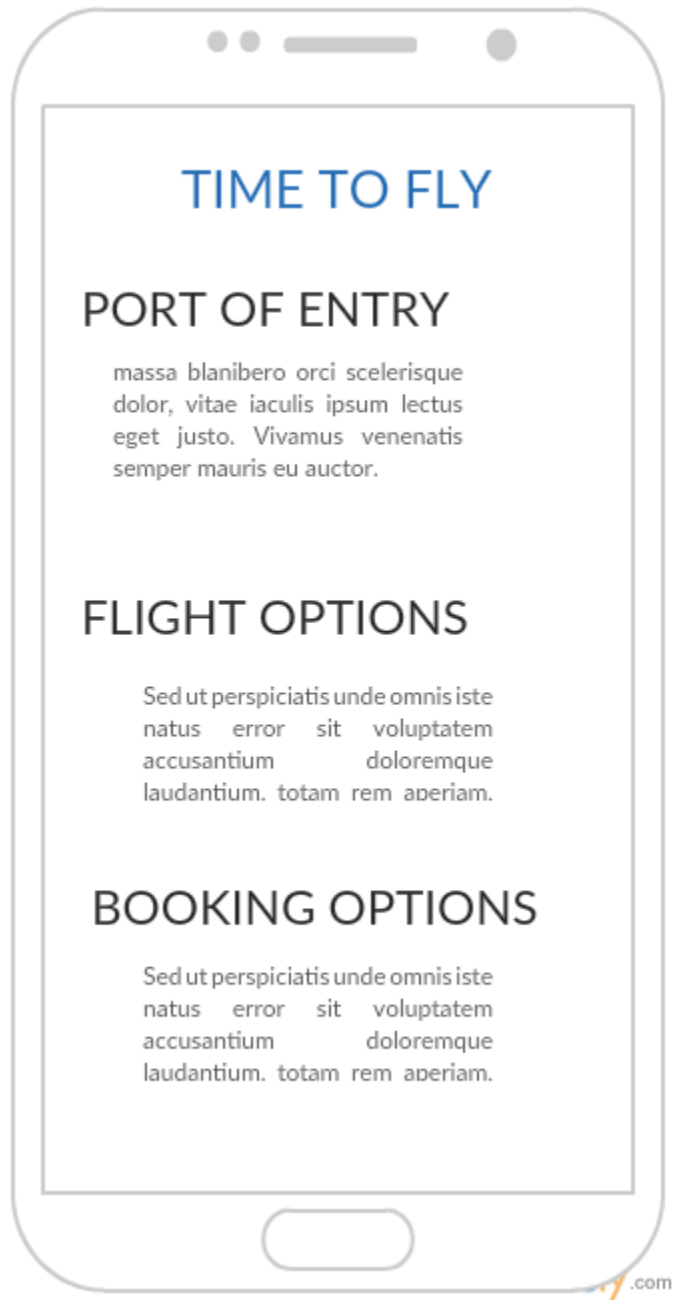 TIME TO FLY
PORT OF ENTRY
massa blanibero orci scelerisque
dolor, vitae iaculis ipsum lectus
eget justo. Vivamus venenatis
semper mauris eu auctor.
FLIGHT OPTIONS
Sed ut perspiciatis unde omnis iste
natus error sit voluptatem
accusantium doloremque
laudantium. totam rem aperiam.
BOOKING OPTIONS
Sed ut perspiciatis unde omnis iste
natus error sit voluptatem
accusantium doloremque
laudantium. totam rem aperiam.
.com